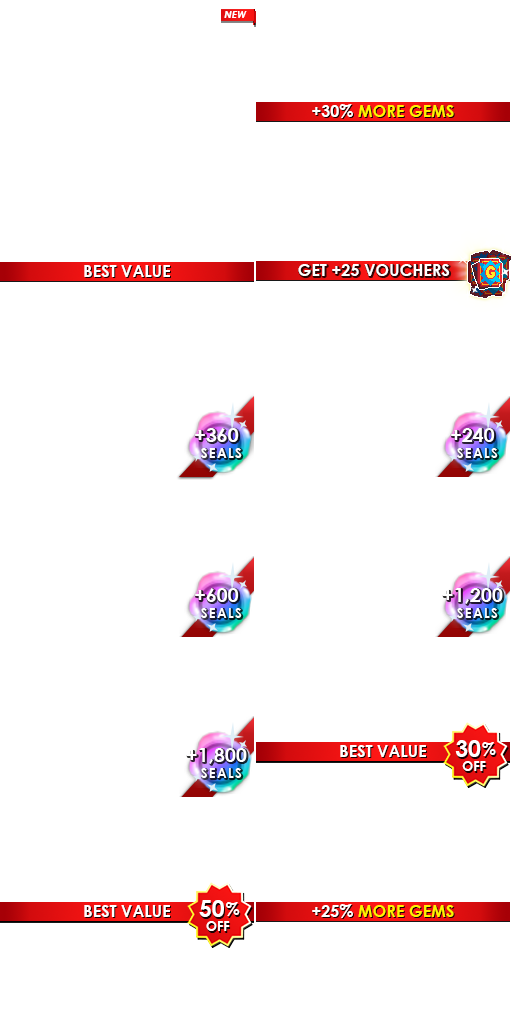 NEW
+30% MORE GEMS
BEST VALUE
GET +25 VOUCHERS
G
+360
SEALS
+240
SEALS
+600
SEALS
+1,200
SEALS
+1,800
SEALS
BEST VALUE
30%
OFF
BEST VALUE
50%
OFF
+25% MORE GEMS